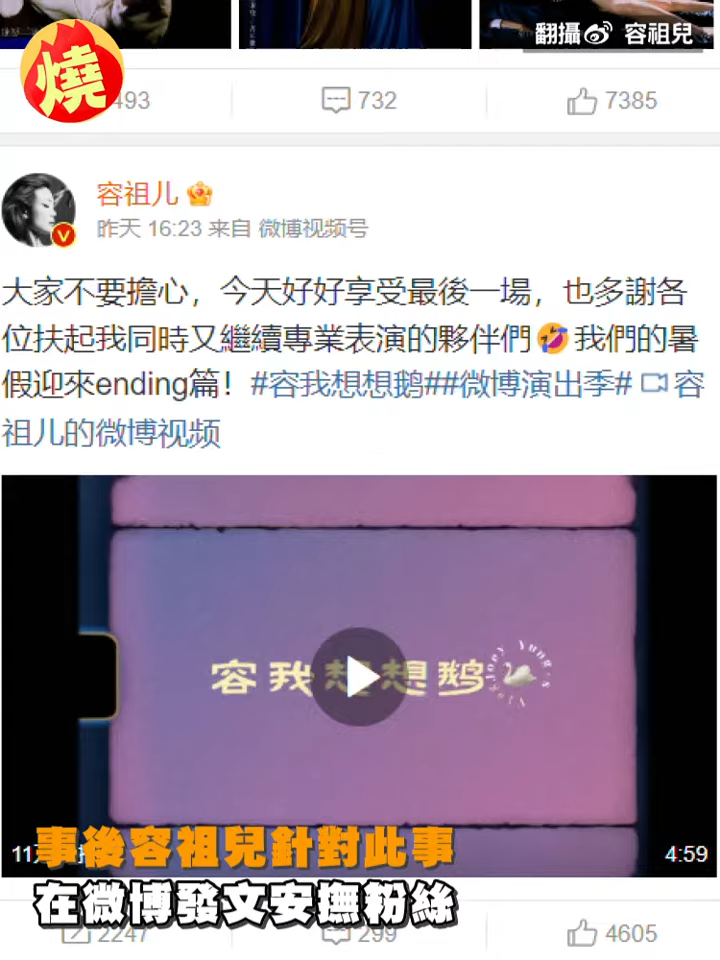 翻攝 容祖兒
燒
493
732
7385
容祖儿
昨天 16:23 来自 微博视频号
大家不要擔心，今天好好享受最後一場，也多謝各
位扶起我同時又繼續專業表演的夥伴們🤣我們的暑
假迎來ending篇！#容我想想鹅##微博演出季# 容
祖儿的微博视频
容我想想鹅
Joey Yung's
4:59
事後容祖兒針對此事
在微博發文安撫粉絲
2247
299
4605